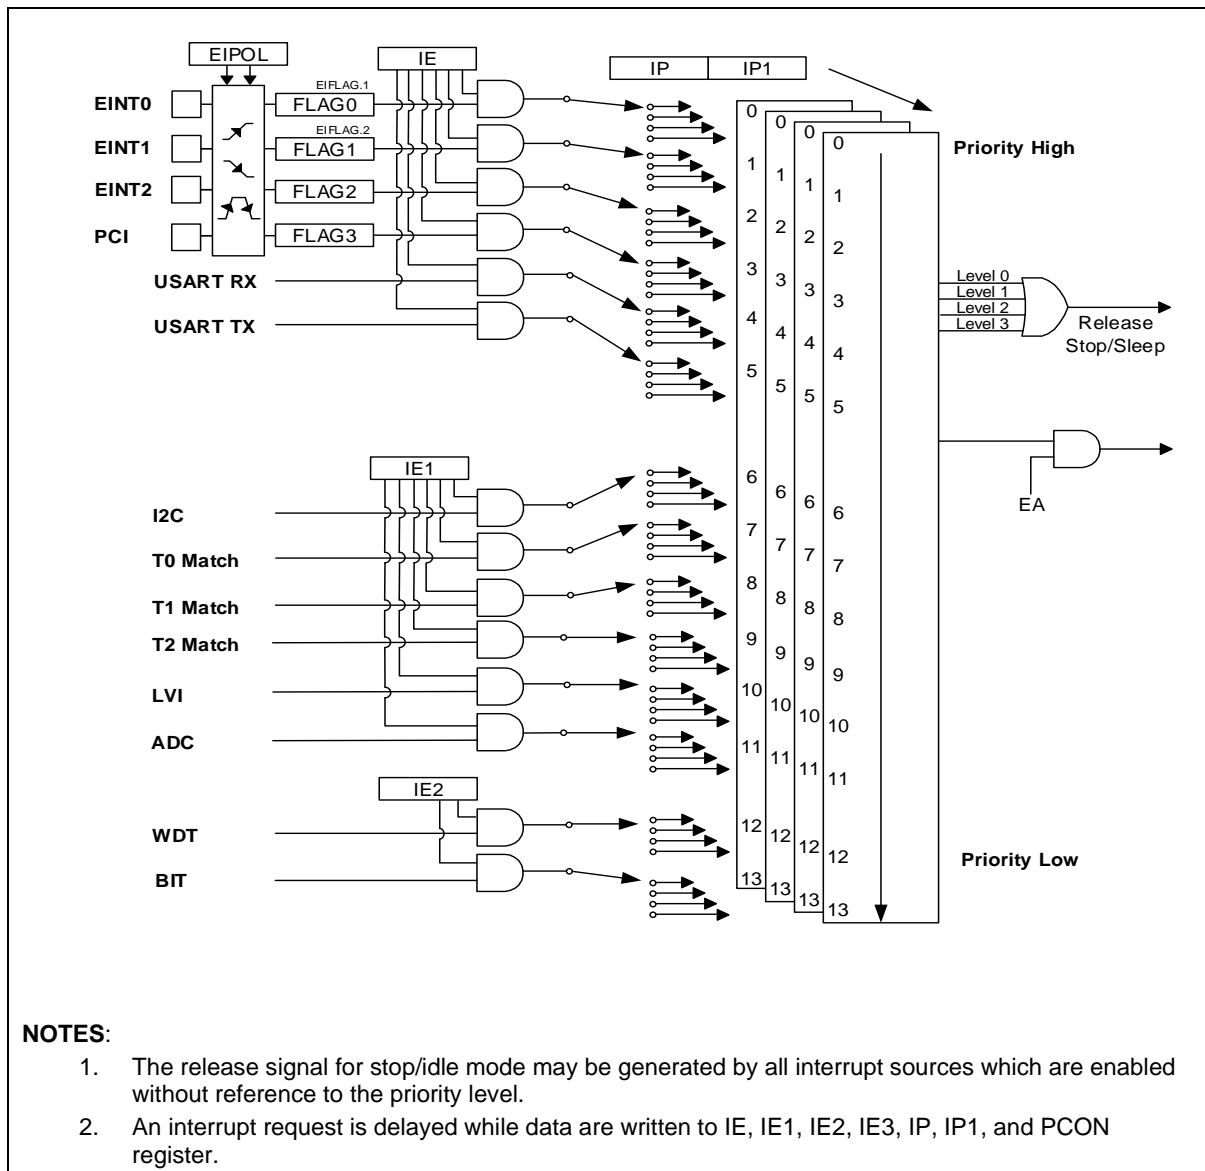 EIPOL
IE
IP IP1
EINT0
EIFLAG.1
FLAG0
EINT1
EIFLAG.2
FLAG1
EINT2
FLAG2
PCI
FLAG3
USART RX
USART TX
0 0 0 0
1 1 1 1
2 2 2 2
3 3 3 3
4 4 4 4
5 5 5 5
Priority High
Level 0
Level 1
Level 2
Level 3
Release
Stop/Sleep
EA
IE1
I2C
T0 Match
T1 Match
T2 Match
LVI
ADC
6 6 6 6
7 7 7 7
8 8 8 8
9 9 9 9
10 10 10 10
11 11 11 11
IE2
WDT
BIT
12 12 12 12
13 13 13 13
Priority Low
NOTES:
1. The release signal for stop/idle mode may be generated by all interrupt sources which are enabled
without reference to the priority level.
2. An interrupt request is delayed while data are written to IE, IE1, IE2, IE3, IP, IP1, and PCON
register.